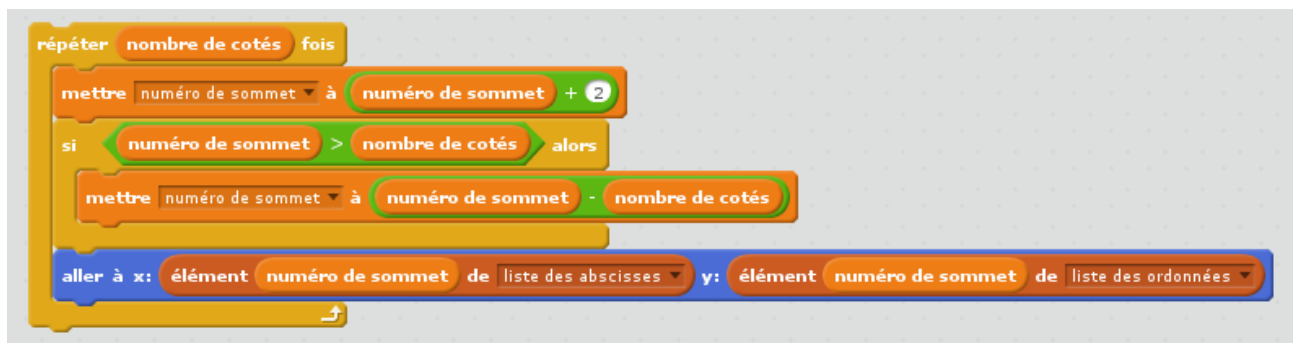 répéter nombre de cotés fois
mettre numéro de sommet à numéro de sommet + 2
si numéro de sommet > nombre de cotés alors
mettre numéro de sommet à numéro de sommet - nombre de cotés
aller à x: élément numéro de sommet de liste des abscisses y: élément numéro de sommet de liste des ordonnées